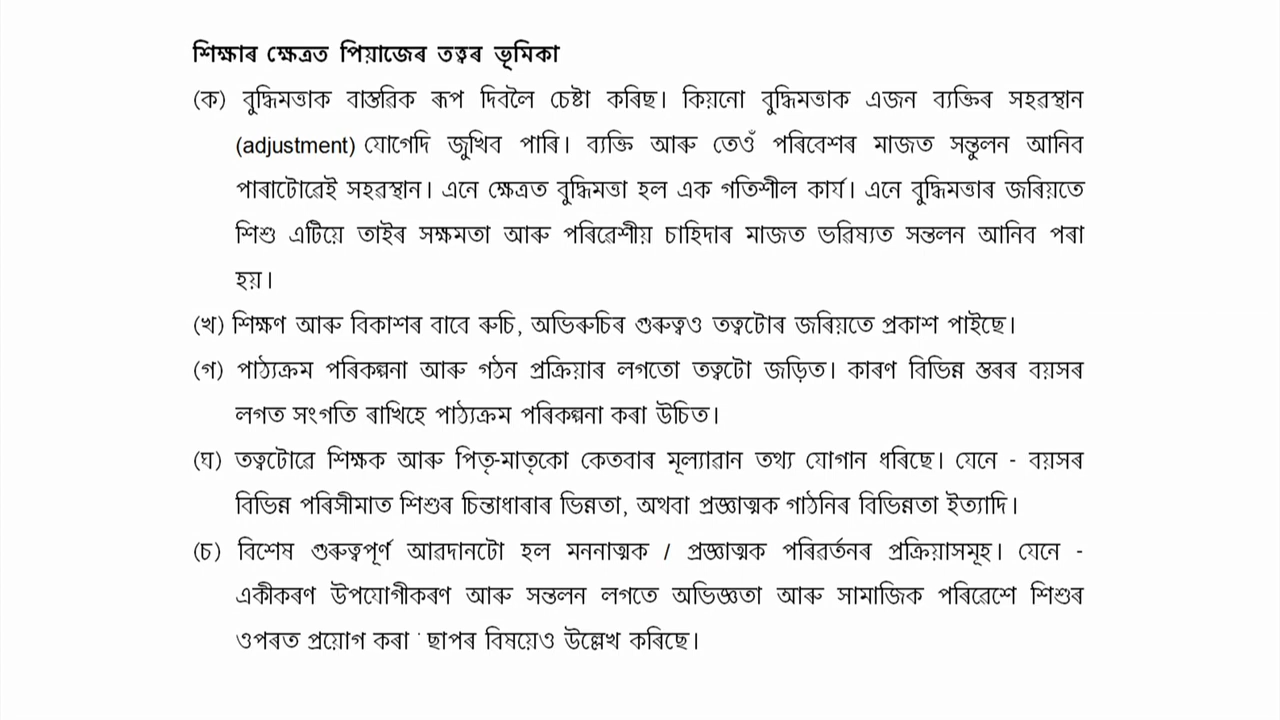 শিক্ষাৰ ক্ষেত্ৰত পিয়াজেৰ তত্ত্বৰ ভূমিকা
(ক) বুদ্ধিমত্তাক বাস্তৱিক ৰূপ দিবলৈ চেষ্টা কৰিছ। কিয়নো বুদ্ধিমত্তাক এজন ব্যক্তিৰ সহৱস্থান
(adjustment) যোগেদি জুখিব পাৰি। ব্যক্তি আৰু তেওঁ পৰিবেশৰ মাজত সন্তুলন আনিব
পাৰাটোৱেই সহৱস্থান। এনে ক্ষেত্ৰত বুদ্ধিমত্তা হল এক গতিশীল কাৰ্য। এনে বুদ্ধিমত্তাৰ জৰিয়তে
শিশু এটিয়ে তাইৰ সক্ষমতা আৰু পৰিৱেশীয় চাহিদাৰ মাজত ভৱিষ্যত সন্তলন আনিব পৰা
হয়।
(খ) শিক্ষণ আৰু বিকাশৰ বাবে ৰুচি, অভিৰুচিৰ গুৰুত্বও তত্বটোৰ জৰিয়তে প্ৰকাশ পাইছে।
(গ) পাঠ্যক্ৰম পৰিকল্পনা আৰু গঠন প্ৰক্ৰিয়াৰ লগতো তত্বটো জড়িত। কাৰণ বিভিন্ন স্তৰৰ বয়সৰ
লগত সংগতি ৰাখিহে পাঠ্যক্ৰম পৰিকল্পনা কৰা উচিত।
(ঘ) তত্বটোৱে শিক্ষক আৰু পিতৃ-মাতৃকো কেতবাৰ মূল্যাৱান তথ্য যোগান ধৰিছে। যেনে - বয়সৰ
বিভিন্ন পৰিসীমাত শিশুৰ চিন্তাধাৰাৰ ভিন্নতা, অথবা প্ৰজ্ঞাত্মক গাঠনিৰ বিভিন্নতা ইত্যাদি।
(চ) বিশেষ গুৰুত্বপূৰ্ণ আৱদানটো হল মননাত্মক / প্ৰজ্ঞাত্মক পৰিৱৰ্তনৰ প্ৰক্ৰিয়াসমূহ। যেনে -
একীকৰণ উপযোগীকৰণ আৰু সন্তলন লগতে অভিজ্ঞতা আৰু সামাজিক পৰিৱেশে শিশুৰ
ওপৰত প্ৰয়োগ কৰা ˙ ছাপৰ বিষয়েও উল্লেখ কৰিছে।